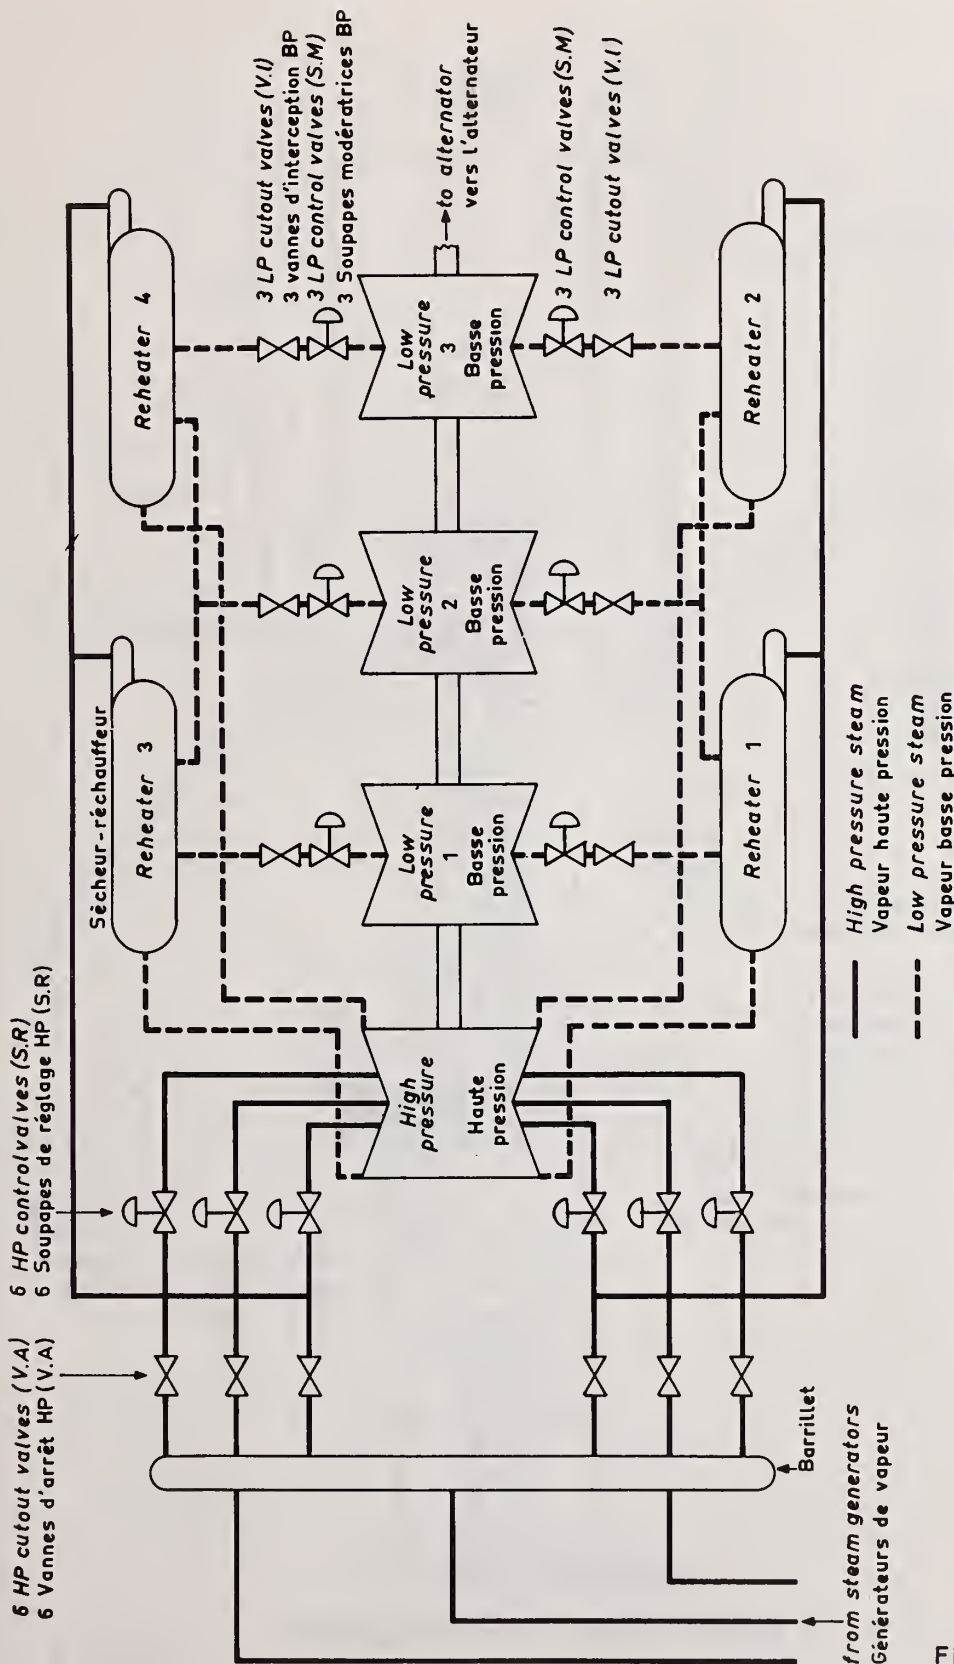 6 HP cutout valves (V.A)
6 Vannes d'arrêt HP (V.A)
6 HP control valves (S.R)
6 Soupapes de réglage HP (S.R)
Sécheur-réchauffeur
Reheater 3
Reheater 4
3 LP cutout valves (V.I)
3 vannes d'interception BP
3 LP control valves (S.M)
3 Soupapes modératrices BP
High
pressure
Haute
pression
Low
pressure
1
Basse
pression
Low
pressure
2
Basse
pression
Low
pressure
3
Basse
pression
to alternator
vers l'alternateur
3 LP control valves (S.M)
3 LP cutout valves (V.I)
Reheater 1
Reheater 2
Barrillet
from steam generators
Générateurs de vapeur
High pressure steam
Vapeur haute pression
Low pressure steam
Vapeur basse pression